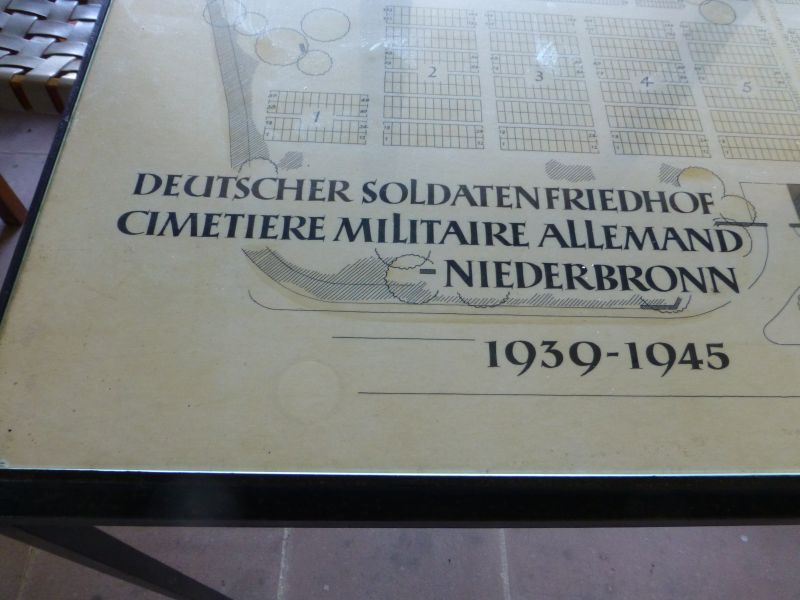 1 2 3 4 5
DEUTSCHER SOLDATENFRIEDHOF
CIMETIERE MILITAIRE ALLEMAND
- NIEDERBRONN
1939-1945